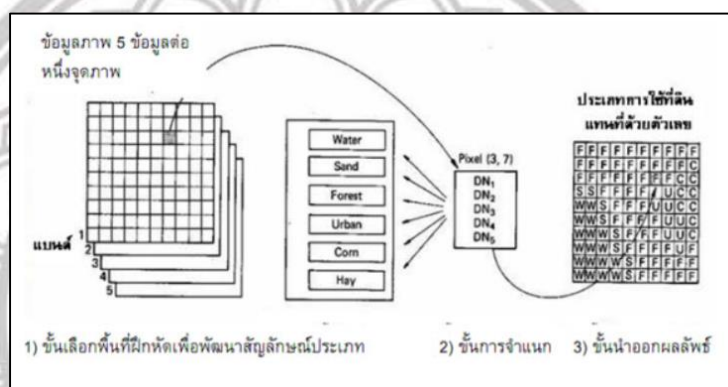 ข้อมูลภาพ 5 ข้อมูลต่อ
หนึ่งจุดภาพ
แบนด์
1
2
3
4
5
Water
Sand
Forest
Urban
Corn
Hay
Pixel (3, 7)
DN₁
DN₂
DN₃
DN₄
DN₅
ประเภทการใช้ที่ดิน
แทนที่ด้วยตัวเลข
F F F F F F F F F F
F F F F F F F F F C
F F F F F F F F C C
S S F F F F F U C C
W W S F F F U U C C
W W S F F F F U U C
W W W S F F F U U C
W W W S F F F F U F
W W W W S F F F F F
W W W W S F F F F F
1) ขั้นเลือกพื้นที่ฝึกหัดเพื่อพัฒนาสัญลักษณ์ประเภท
2) ขั้นการจำแนก
3) ขั้นนำออกผลลัพธ์